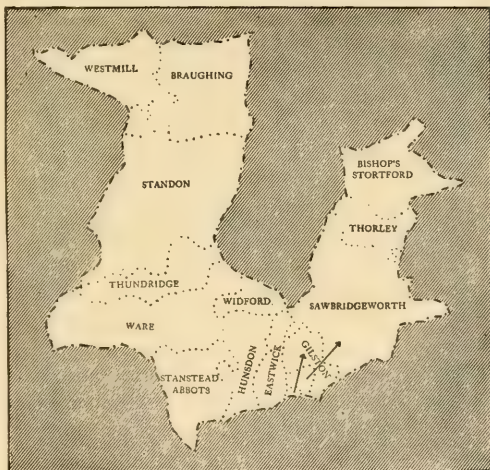 WESTMILL
BRAUGHING
BISHOP'S
STORTFORD
STANDON
THORLEY
THUNDRIDGE
WIDFORD
SAWBRIDGEWORTH
WARE
HUNSDON
EASTWICK
GILSTON
STANSTEAD
ABBOTS